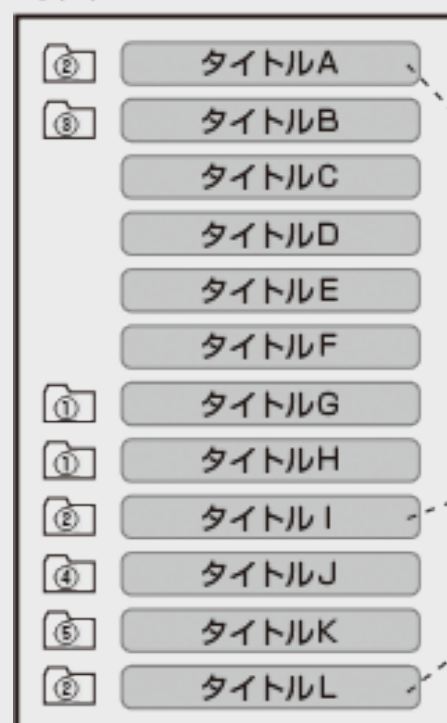 ② タイトルA
⑧ タイトルB
タイトルC
タイトルD
タイトルE
タイトルF
① タイトルG
① タイトルH
② タイトルI
④ タイトルJ
⑤ タイトルK
② タイトルL